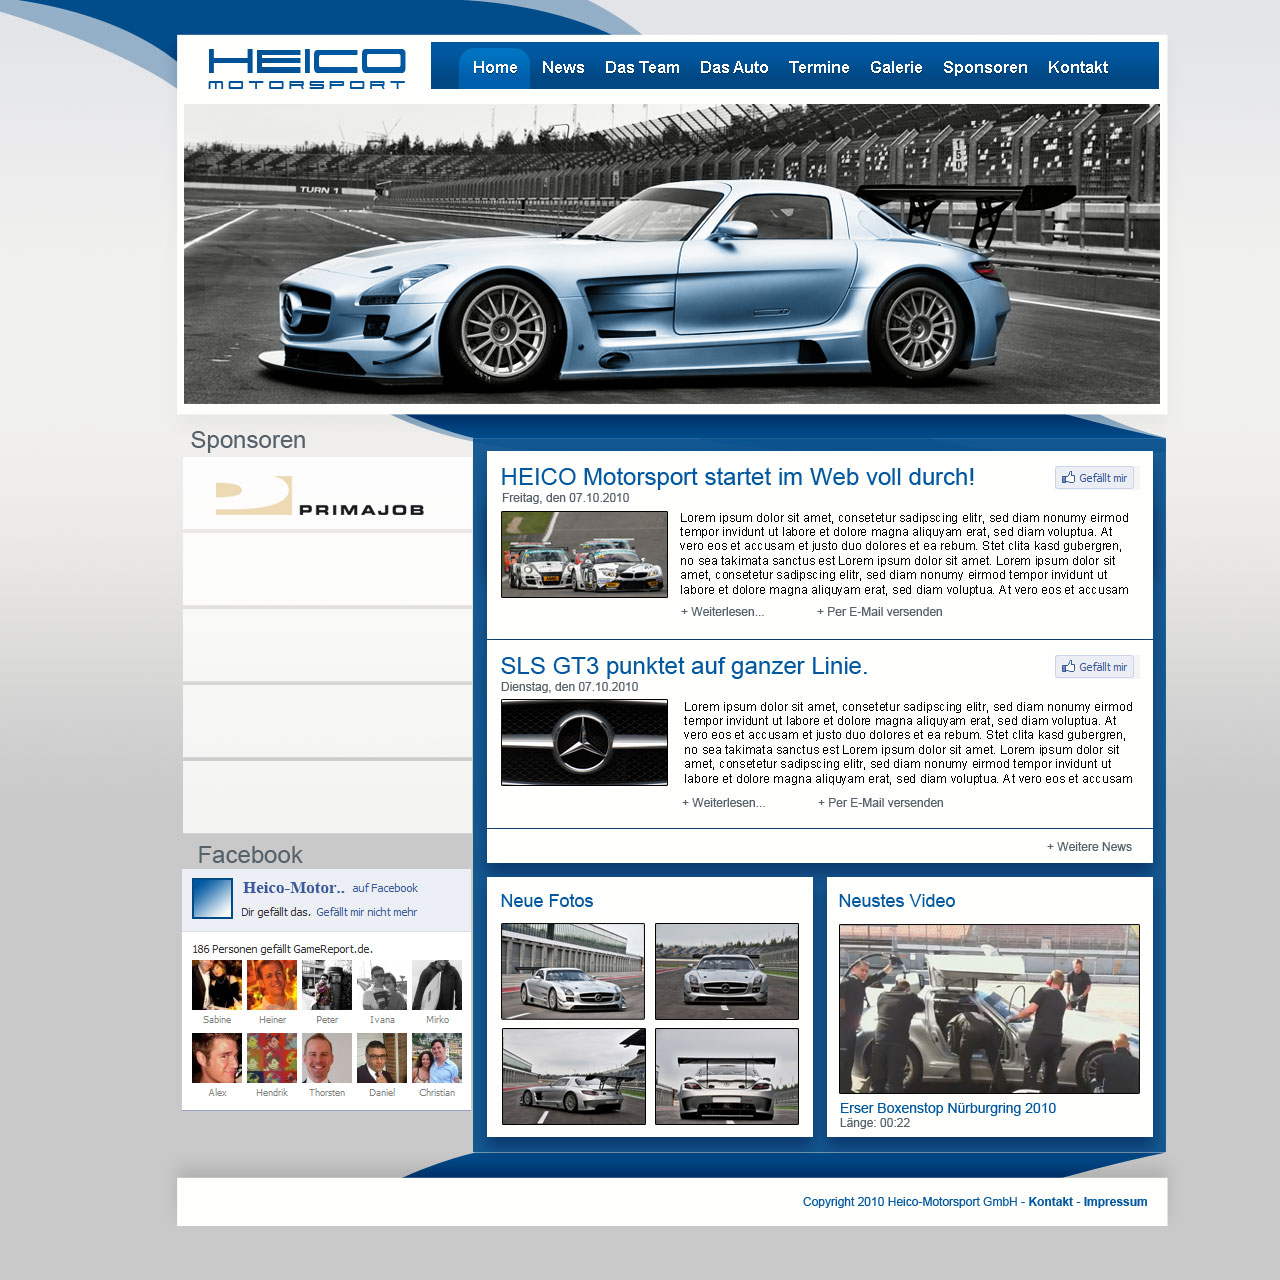 HEICO
MOTORSPORT
Home News Das Team Das Auto Termine Galerie Sponsoren Kontakt
TURN 1
150
Sponsoren
PRIMAJOB
HEICO Motorsport startet im Web voll durch!
Gefällt mir
Freitag, den 07.10.2010
Lorem ipsum dolor sit amet, consetetur sadipscing elitr, sed diam nonumy eirmod
tempor invidunt ut labore et dolore magna aliquyam erat, sed diam voluptua. At
vero eos et accusam et justo duo dolores et ea rebum. Stet clita kasd gubergren,
no sea takimata sanctus est Lorem ipsum dolor sit amet. Lorem ipsum dolor sit
amet, consetetur sadipscing elitr, sed diam nonumy eirmod tempor invidunt ut
labore et dolore magna aliquyam erat, sed diam voluptua. At vero eos et accusam
+ Weiterlesen... + Per E-Mail versenden
SLS GT3 punktet auf ganzer Linie.
Gefällt mir
Dienstag, den 07.10.2010
Lorem ipsum dolor sit amet, consetetur sadipscing elitr, sed diam nonumy eirmod
tempor invidunt ut labore et dolore magna aliquyam erat, sed diam voluptua. At
vero eos et accusam et justo duo dolores et ea rebum. Stet clita kasd gubergren,
no sea takimata sanctus est Lorem ipsum dolor sit amet. Lorem ipsum dolor sit
amet, consetetur sadipscing elitr, sed diam nonumy eirmod tempor invidunt ut
labore et dolore magna aliquyam erat, sed diam voluptua. At vero eos et accusam
+ Weiterlesen... + Per E-Mail versenden
+ Weitere News
Facebook
Heico-Motor.. auf Facebook
Dir gefällt das. Gefällt mir nicht mehr
186 Personen gefällt GameReport.de.
Sabine Heiner Peter Ivana Mirko
Alex Hendrik Thorsten Daniel Christian
Neue Fotos
Neustes Video
Erser Boxenstop Nürburgring 2010
Länge: 00:22
Copyright 2010 Heico-Motorsport GmbH - Kontakt - Impressum